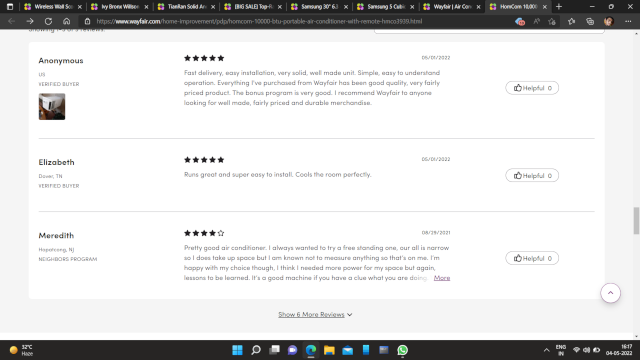 Wireless Wall Sco
Ivy Bronx Wilson
TianRan Solid An
[BIG SALE] Top-R
Samsung 30" 6.3
Samsung 5 Cubi
Wayfair | Air Con
HomCom 10,000
https://www.wayfair.com/home-improvement/pdp/homcom-10000-btu-portable-air-conditioner-with-remote-hmco3939.html
Showing 1-3 of 9 reviews.
Anonymous
05/01/2022
US
VERIFIED BUYER
Fast delivery, easy installation, very solid, well made unit. Simple, easy to understand
operation. Everything I've purchased from Wayfair has been good quality, very fairly
priced product. The bonus program is very good. I recommend Wayfair to anyone
looking for well made, fairly priced and durable merchandise.
Helpful 0
Elizabeth
05/01/2022
Dover, TN
VERIFIED BUYER
Runs great and super easy to install. Cools the room perfectly.
Helpful 0
Meredith
06/29/2021
Hopatcong, NJ
NEIGHBORS PROGRAM
Pretty good air conditioner. I always wanted to try a free standing one, our all is narrow
so I does take up space but I am known not to measure anything so that's on me. I'm
happy with my choice though, I think I needed more power for my space but again,
lessons to be learned. It's a good machine if you have a clue what you are doing. More
Helpful 0
Show 6 More Reviews
32°C
Haze
ENG
IN
16:17
04-05-2022